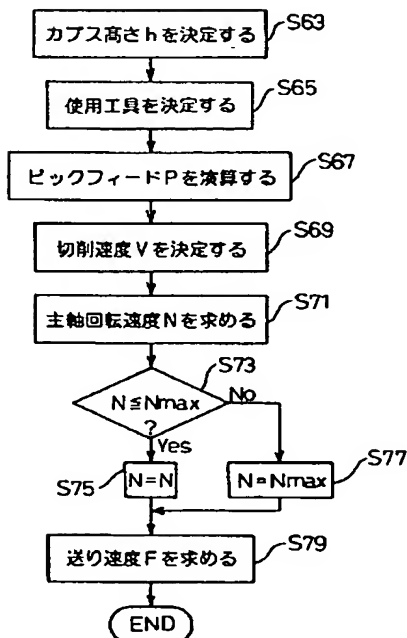 カプス高さhを決定する
S63
使用工具を決定する
S65
ピックフィードPを演算する
S67
切削速度Vを決定する
S69
主軸回転速度Nを求める
S71
S73
N≦Nmax
?
No
Yes
S75
N=N
N=Nmax
S77
送り速度Fを求める
S79
END